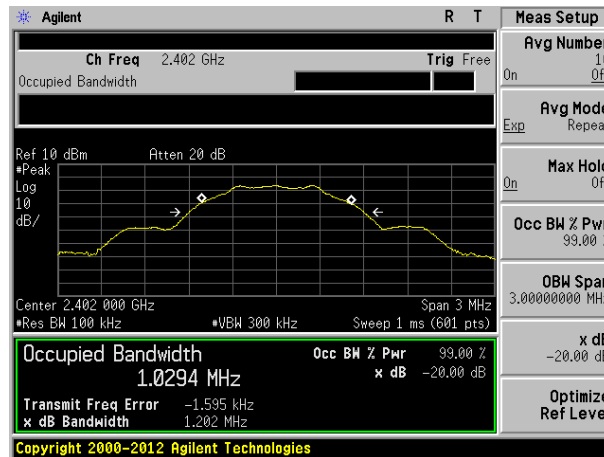 Agilent
R T
Ch Freq 2.402 GHz Trig Free
Occupied Bandwidth
Ref 10 dBm Atten 20 dB
#Peak
Log
10
dB/
Center 2.402 000 GHz Span 3 MHz
#Res BW 100 kHz #VBW 300 kHz Sweep 1 ms (601 pts)
Occupied Bandwidth
1.0294 MHz
Occ BW % Pwr 99.00 %
x dB -20.00 dB
Transmit Freq Error -1.595 kHz
x dB Bandwidth 1.202 MHz
Copyright 2000-2012 Agilent Technologies
Meas Setup
Avg Number
On
Avg Mode
Exp Repeat
Max Hold
On
Occ BW % Pwr
99.00
OBW Span
3.00000000 MHz
x dB
-20.00 dB
Optimize
Ref Level